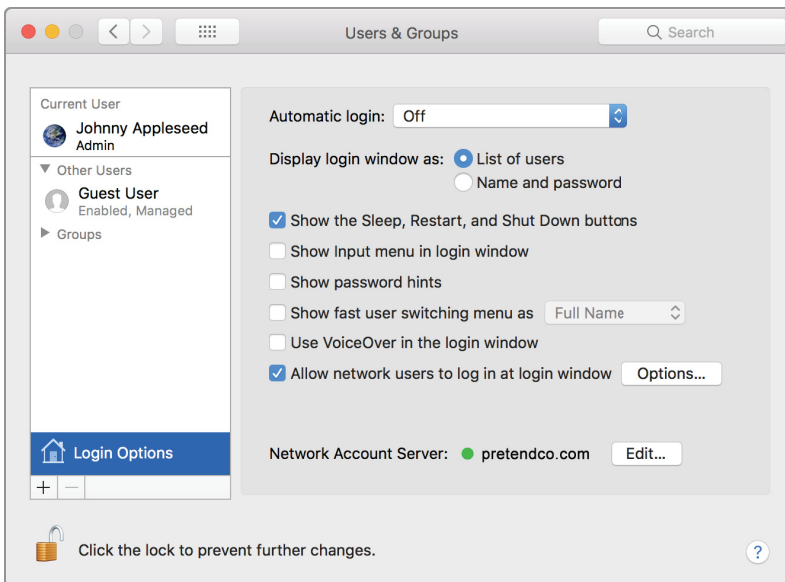 Users & Groups
Search
Current User
Johnny Appleseed
Admin
Other Users
Guest User
Enabled, Managed
Groups
Login Options
Automatic login: Off
Display login window as: List of users
Name and password
Show the Sleep, Restart, and Shut Down buttons
Show Input menu in login window
Show password hints
Show fast user switching menu as Full Name
Use VoiceOver in the login window
Allow network users to log in at login window Options...
Network Account Server: pretendco.com Edit...
Click the lock to prevent further changes.
?